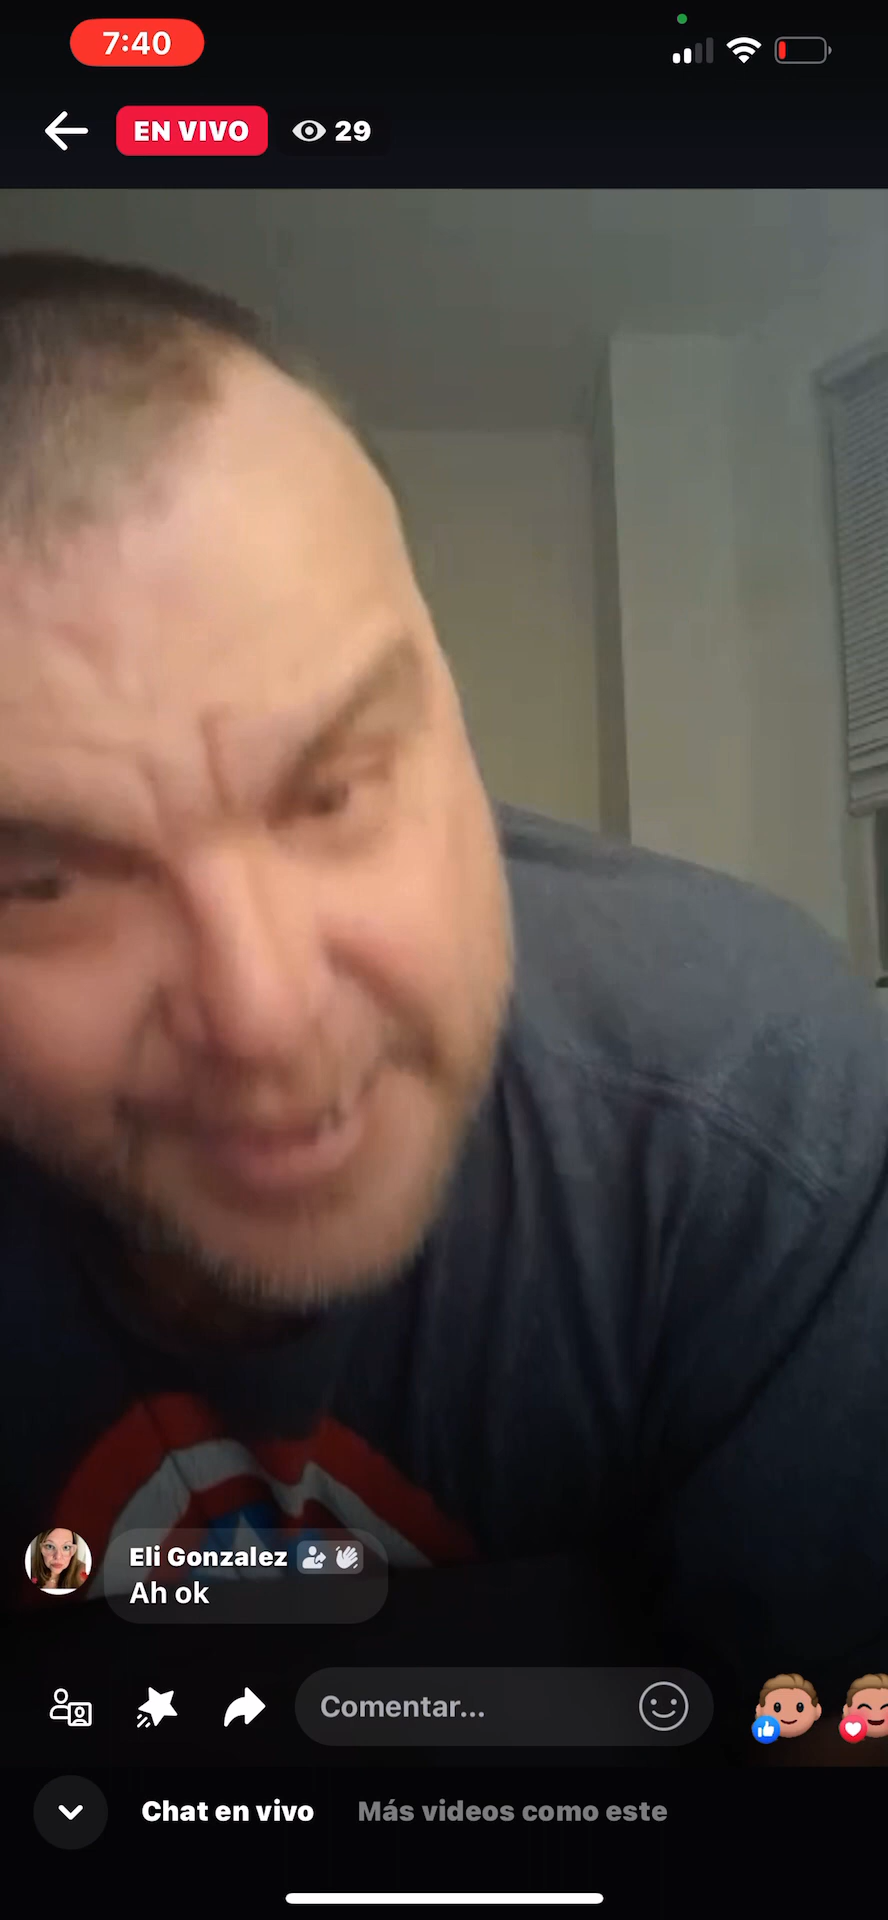 7:40
EN VIVO
29
Eli Gonzalez
Ah ok
Comentar...
Chat en vivo
Más videos como este